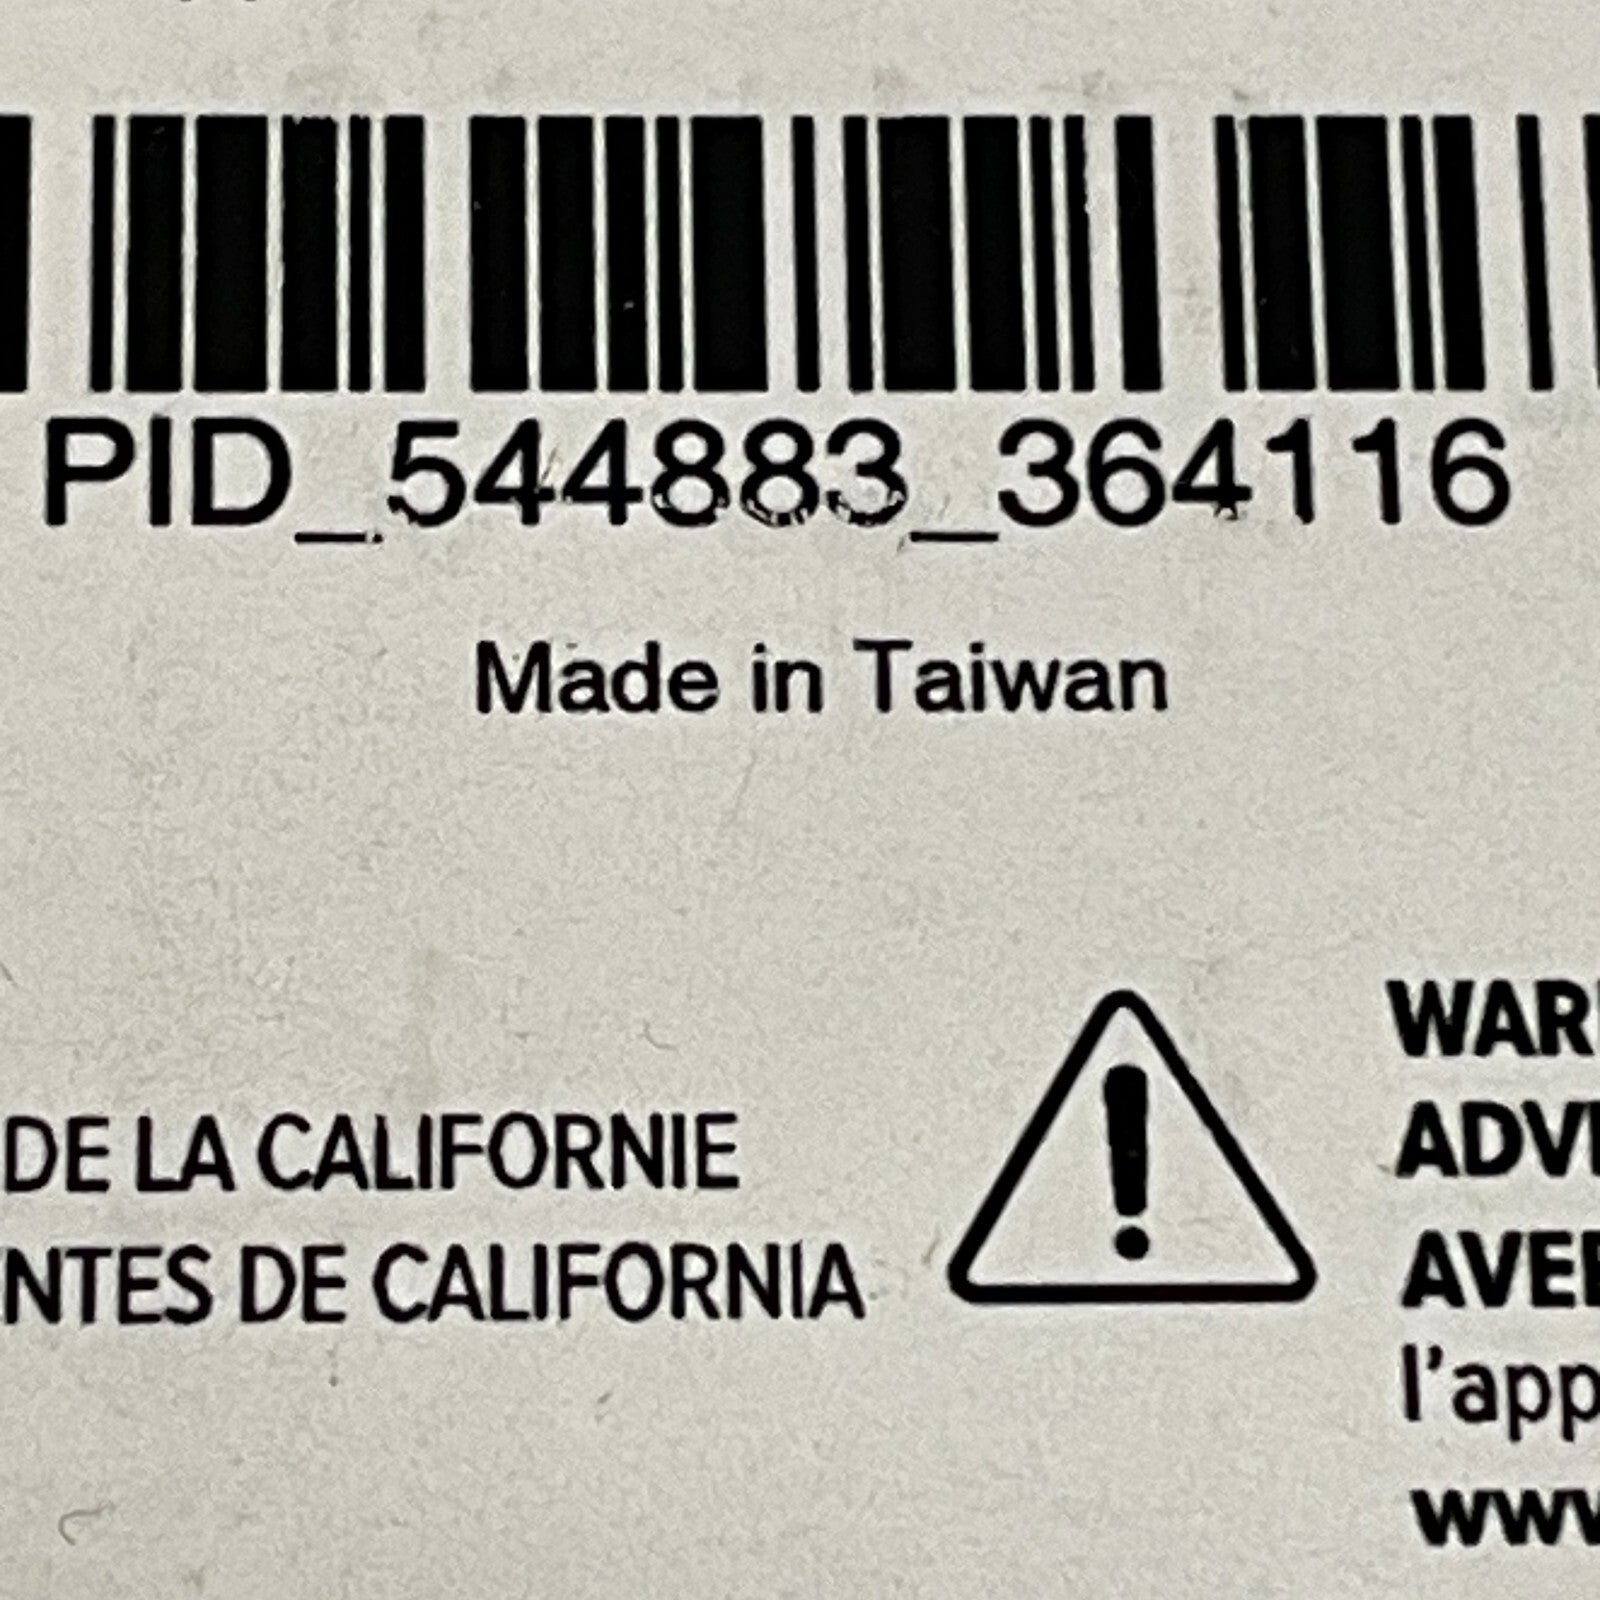 PID_544883_364116
Made in Taiwan
DE LA CALIFORNIE
NTES DE CALIFORNIA
WAR
ADV
AVE
l'app
www